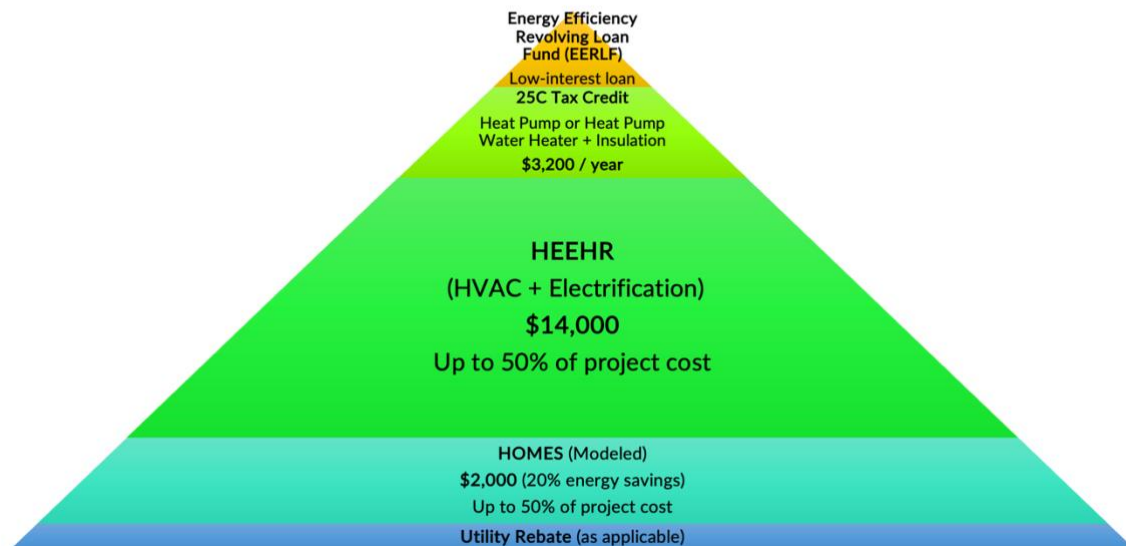 Energy Efficiency
Revolving Loan
Fund (EERLF)
Low-interest loan
25C Tax Credit
Heat Pump or Heat Pump
Water Heater + Insulation
$3,200 / year
HEEHR
(HVAC + Electrification)
$14,000
Up to 50% of project cost
HOMES (Modeled)
$2,000 (20% energy savings)
Up to 50% of project cost
Utility Rebate (as applicable)